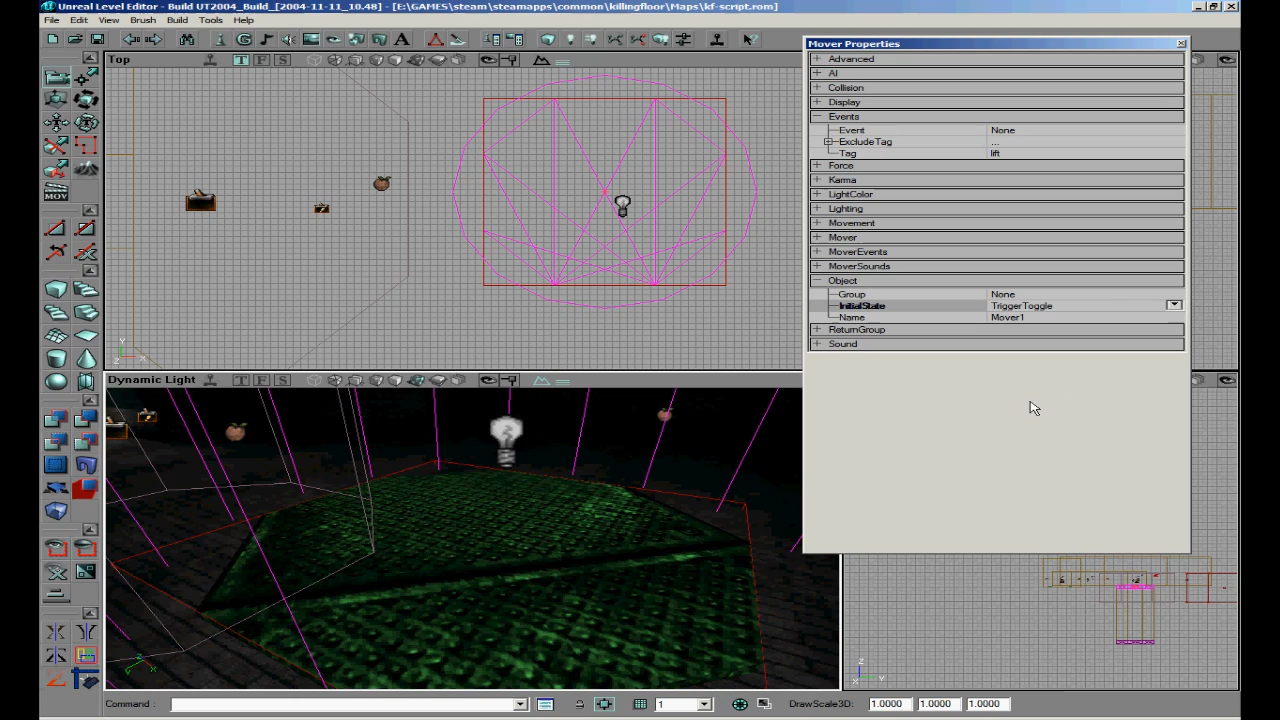 Unreal Level Editor - Build UT2004_Build_[2004-11-11_10.48] - [E:\GAMES\steam\steamapps\common\killingfloor\Maps\kf-script.rom]
File Edit View Brush Build Tools Help
Mover Properties
Top T F S
Advanced
AI
Collision
Display
Events
Event None
ExcludeTag ...
Tag lift
Force
Karma
LightColor
Lighting
Movement
Mover
MoverEvents
MoverSounds
Object
Group None
InitialState TriggerToggle
Name Mover1
ReturnGroup
Sound
MOV
Y
Z X
Dynamic Light T F S
Z
X Y
Command : 1 DrawScale3D: 1.0000 1.0000 1.0000